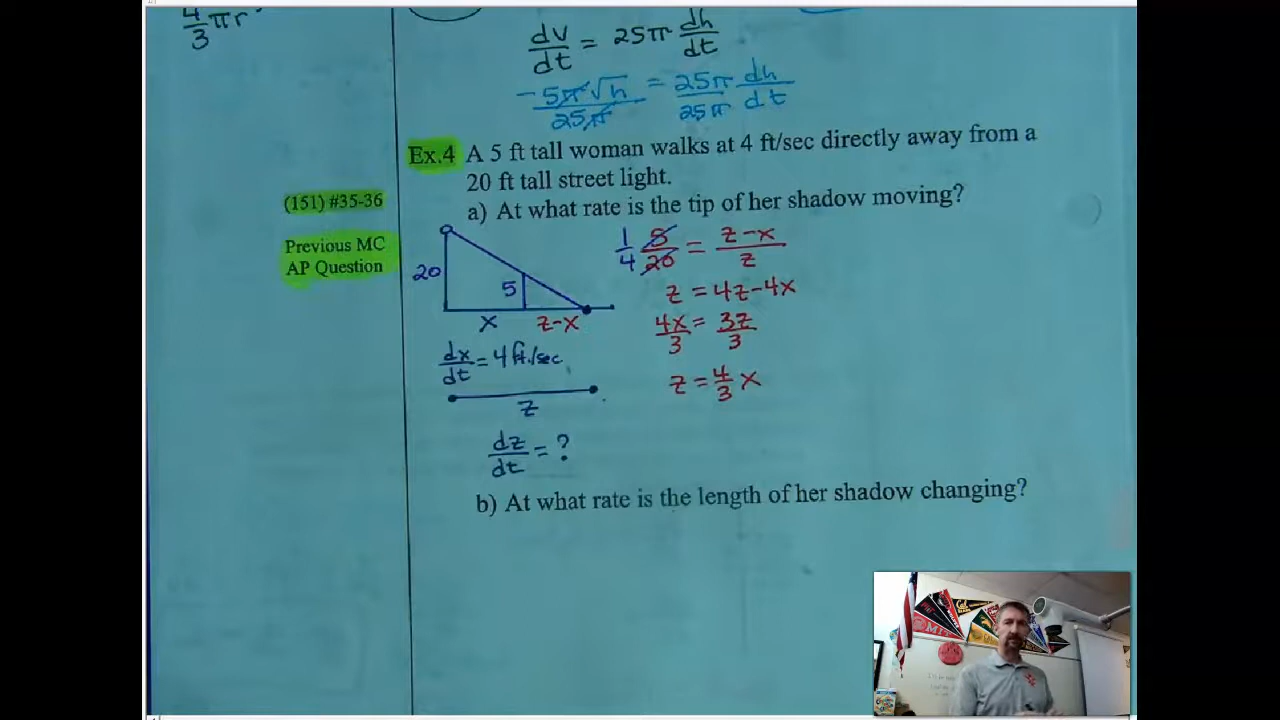 4/3 πr
dV/dt = 25π dh/dt
-5π√h / 25π = 25π/25π dh/dt
Ex.4 A 5 ft tall woman walks at 4 ft/sec directly away from a
20 ft tall street light.
(151) #35-36
a) At what rate is the tip of her shadow moving?
Previous MC
AP Question
20
5
x
z-x
1/4 5/20 = z-x/z
z = 4z-4x
4x/3 = 3z/3
z = 4/3 x
dx/dt = 4 ft./sec
z
dz/dt = ?
b) At what rate is the length of her shadow changing?